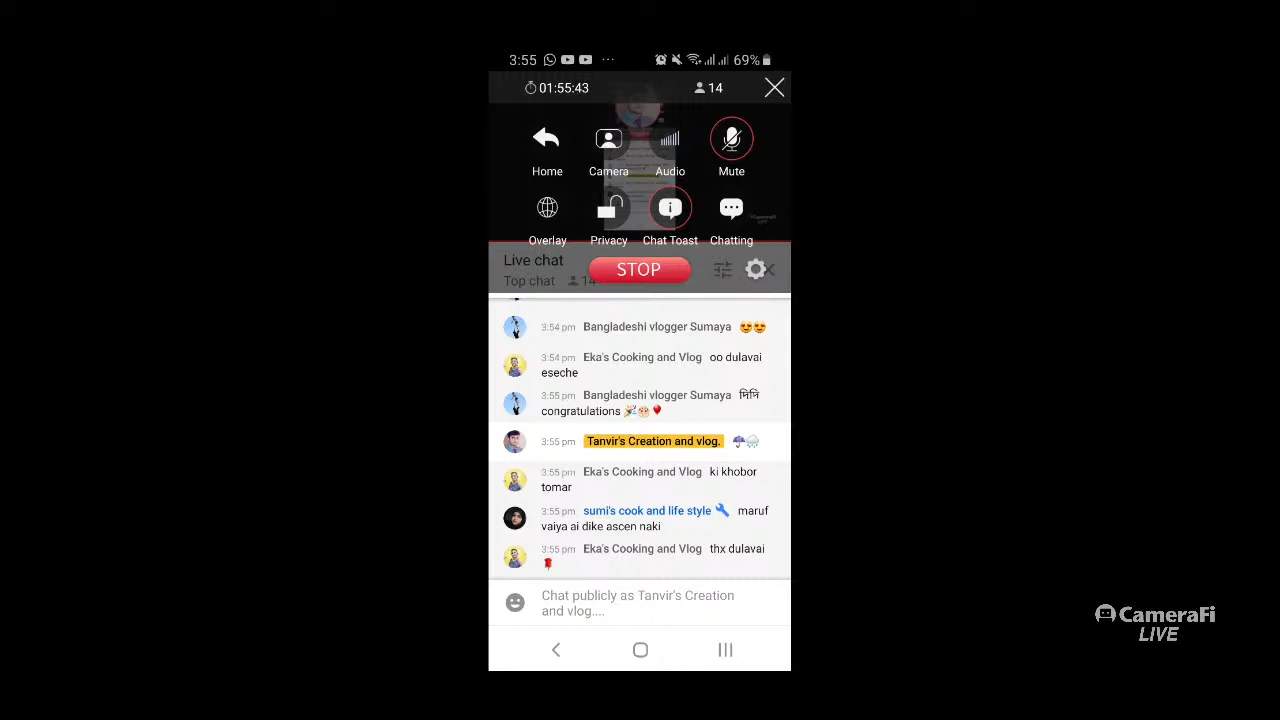 3:55 ... 69%
01:55:43 14
Home Camera Audio Mute
Overlay Privacy Chat Toast Chatting
Live chat STOP
Top chat 14
3:54 pm Bangladeshi vlogger Sumaya 😍😍
3:54 pm Eka's Cooking and Vlog oo dulavai
eseche
3:55 pm Bangladeshi vlogger Sumaya দিদি
congratulations 🎉🎂🎈
3:55 pm Tanvir's Creation and vlog. ☂️🌧️
3:55 pm Eka's Cooking and Vlog ki khobor
tomar
3:55 pm sumi's cook and life style 🔧 maruf
vaiya ai dike ascen naki
3:55 pm Eka's Cooking and Vlog thx dulavai
🌹
Chat publicly as Tanvir's Creation
and vlog....
CameraFi
LIVE